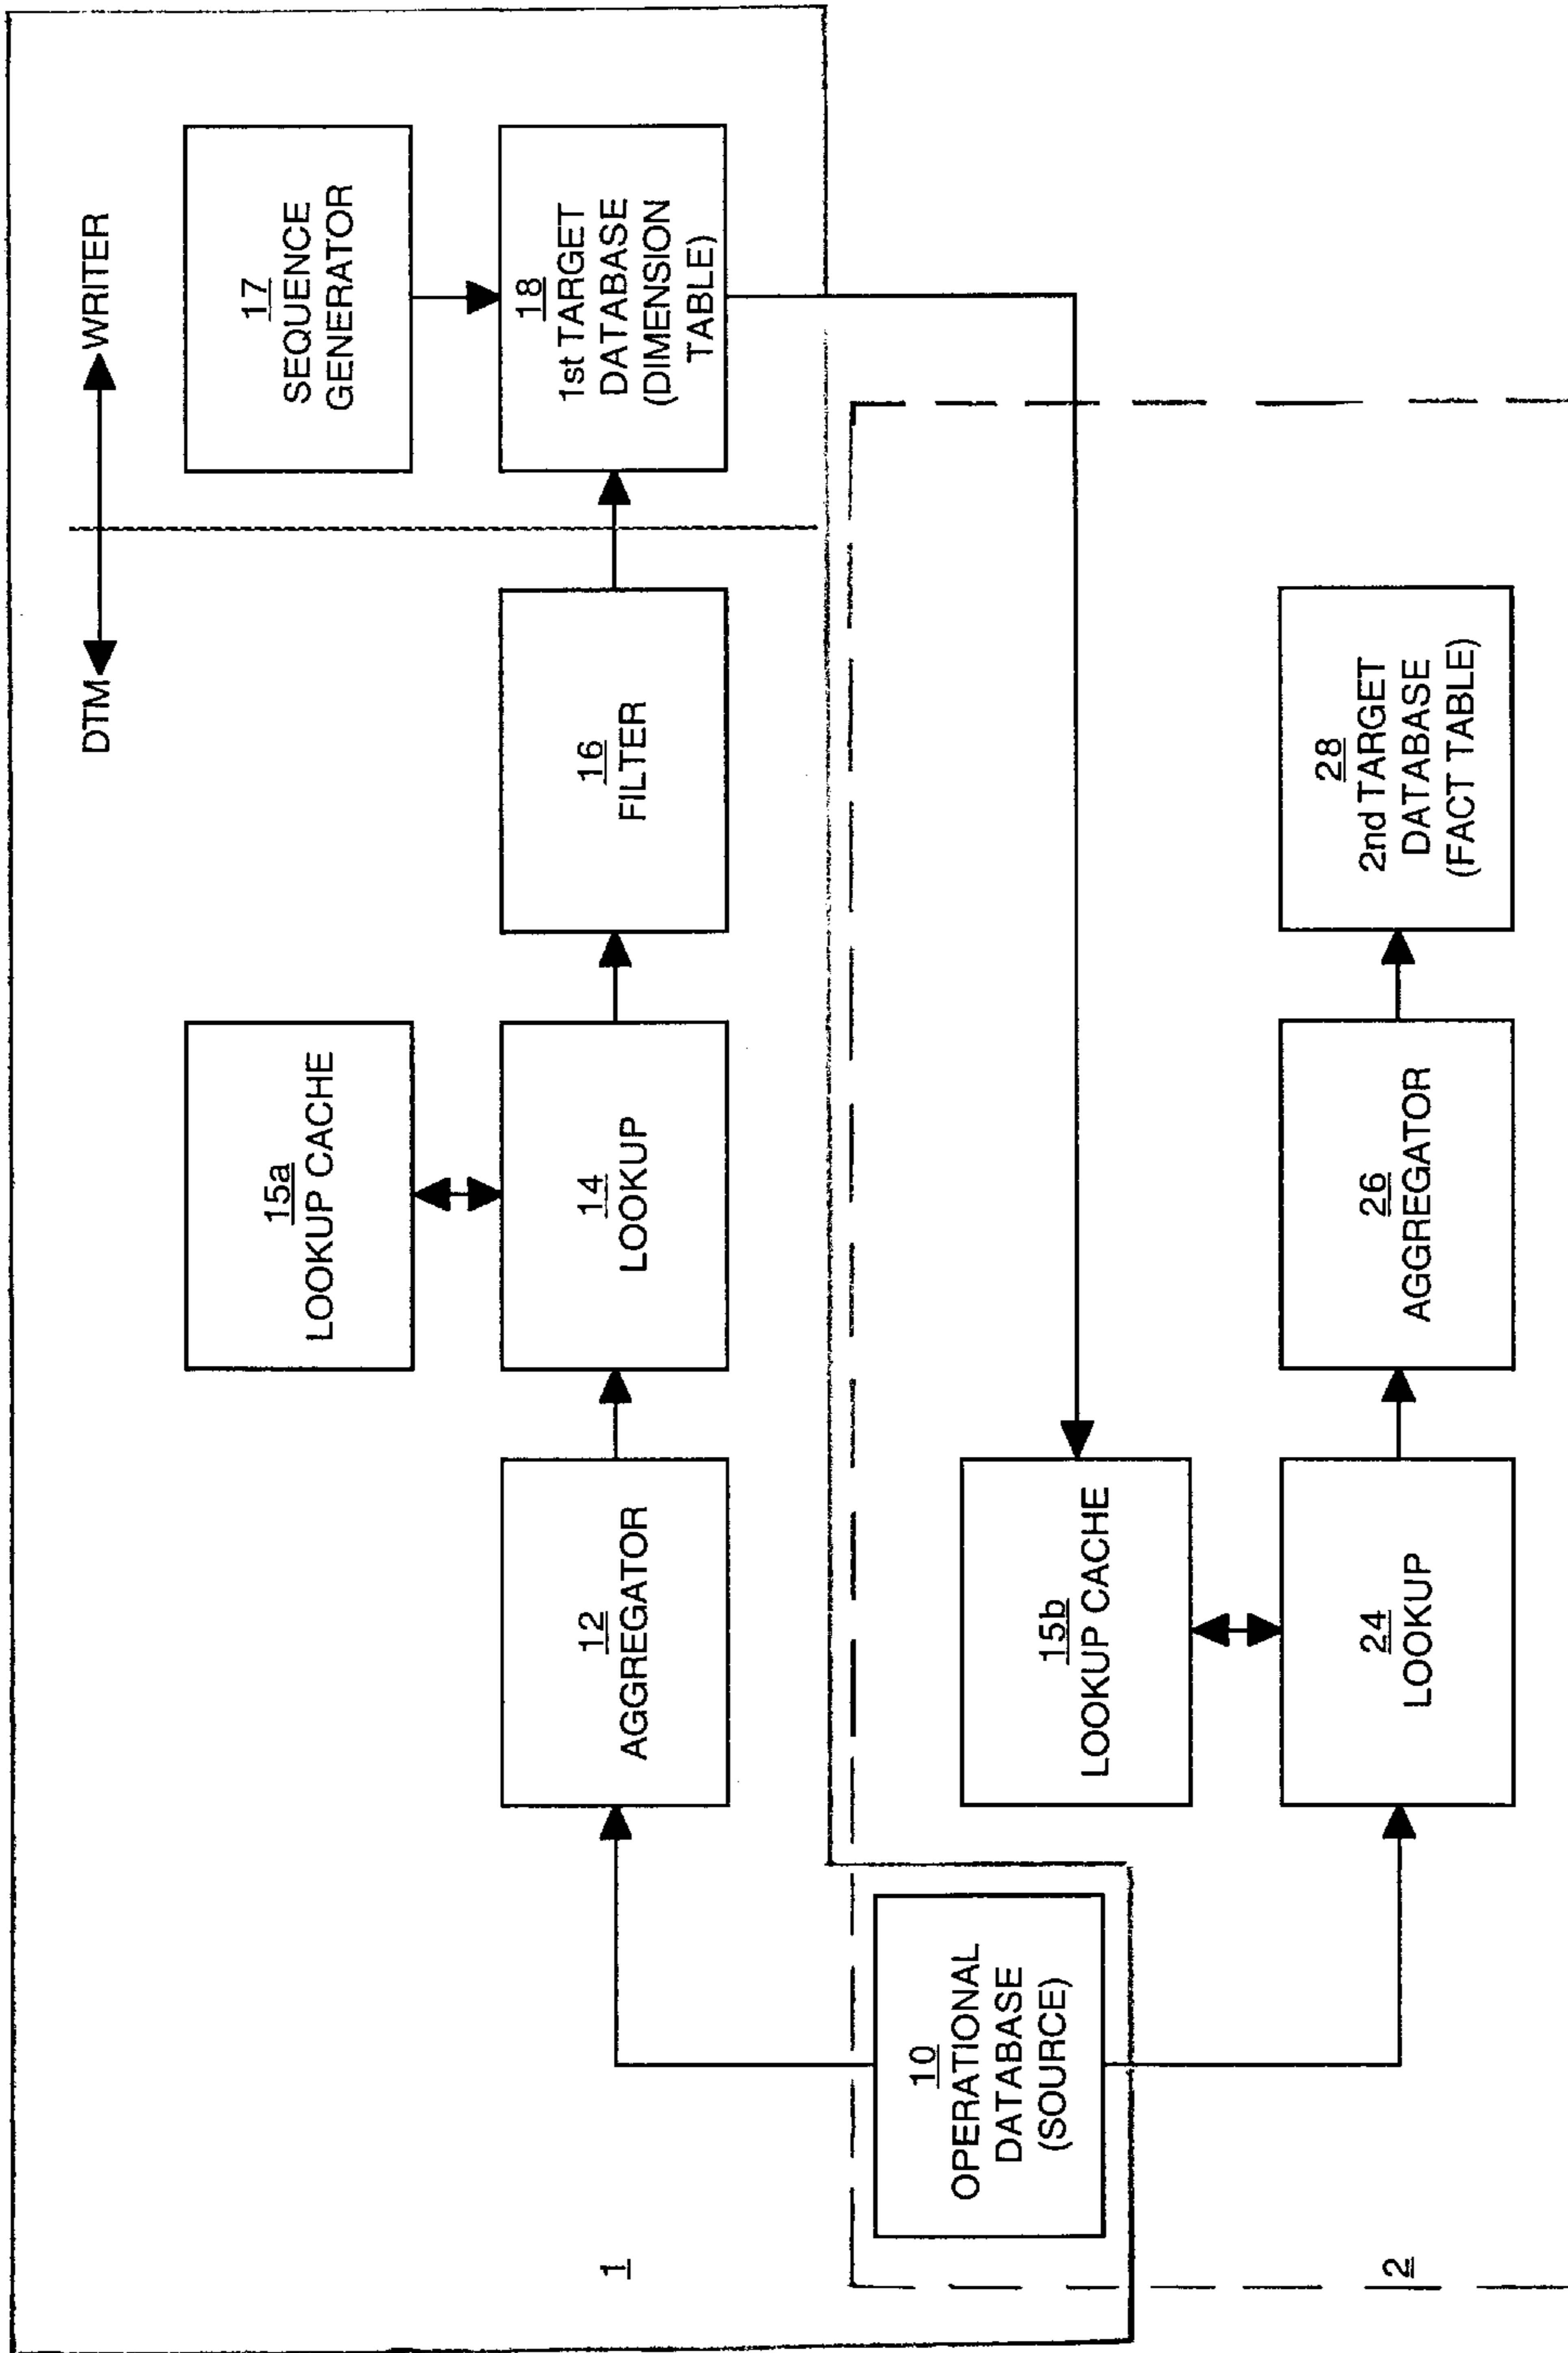 DTM
WRITER
15a
LOOKUP CACHE
17
SEQUENCE
GENERATOR
1
12
AGGREGATOR
14
LOOKUP
16
FILTER
18
1st TARGET
DATABASE
(DIMENSION
TABLE)
10
OPERATIONAL
DATABASE
(SOURCE)
15b
LOOKUP CACHE
2
24
LOOKUP
26
AGGREGATOR
28
2nd TARGET
DATABASE
(FACT TABLE)